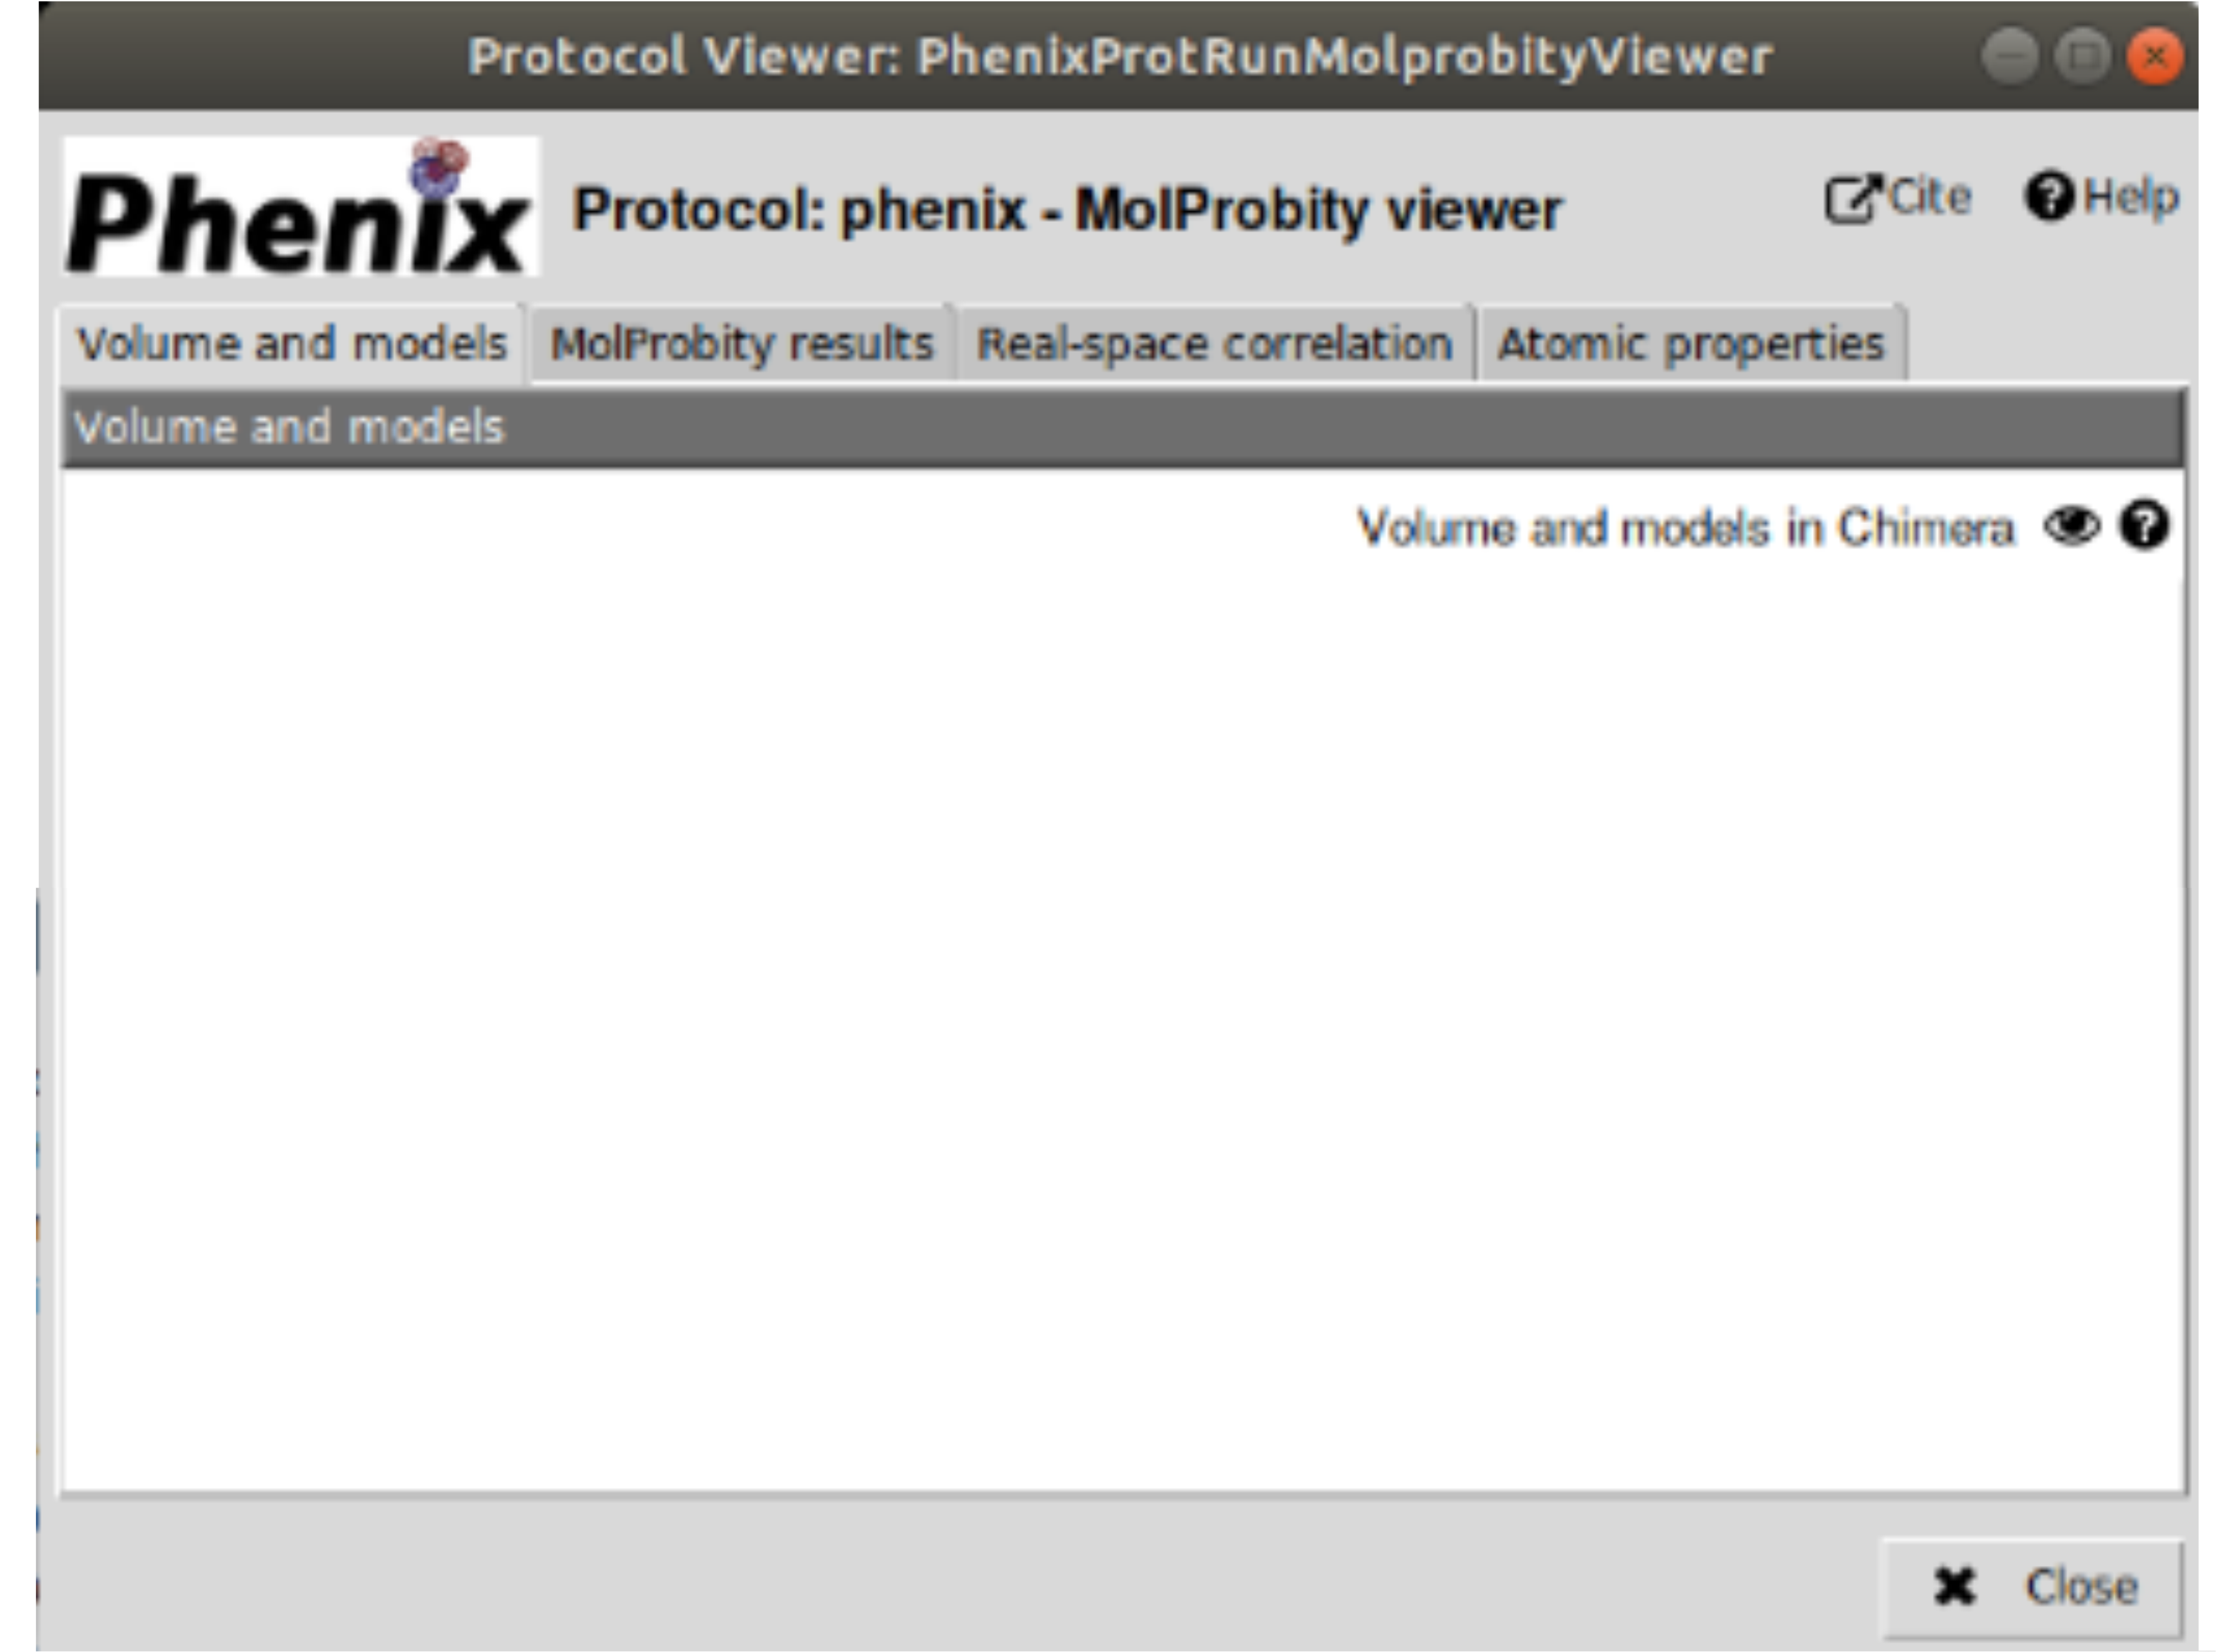 Protocol Viewer: PhenixProtRunMolprobityViewer
Phenix
Protocol: phenix - MolProbity viewer
Cite Help
Volume and models MolProbity results Real-space correlation Atomic properties
Volume and models
Volume and models in Chimera
Close